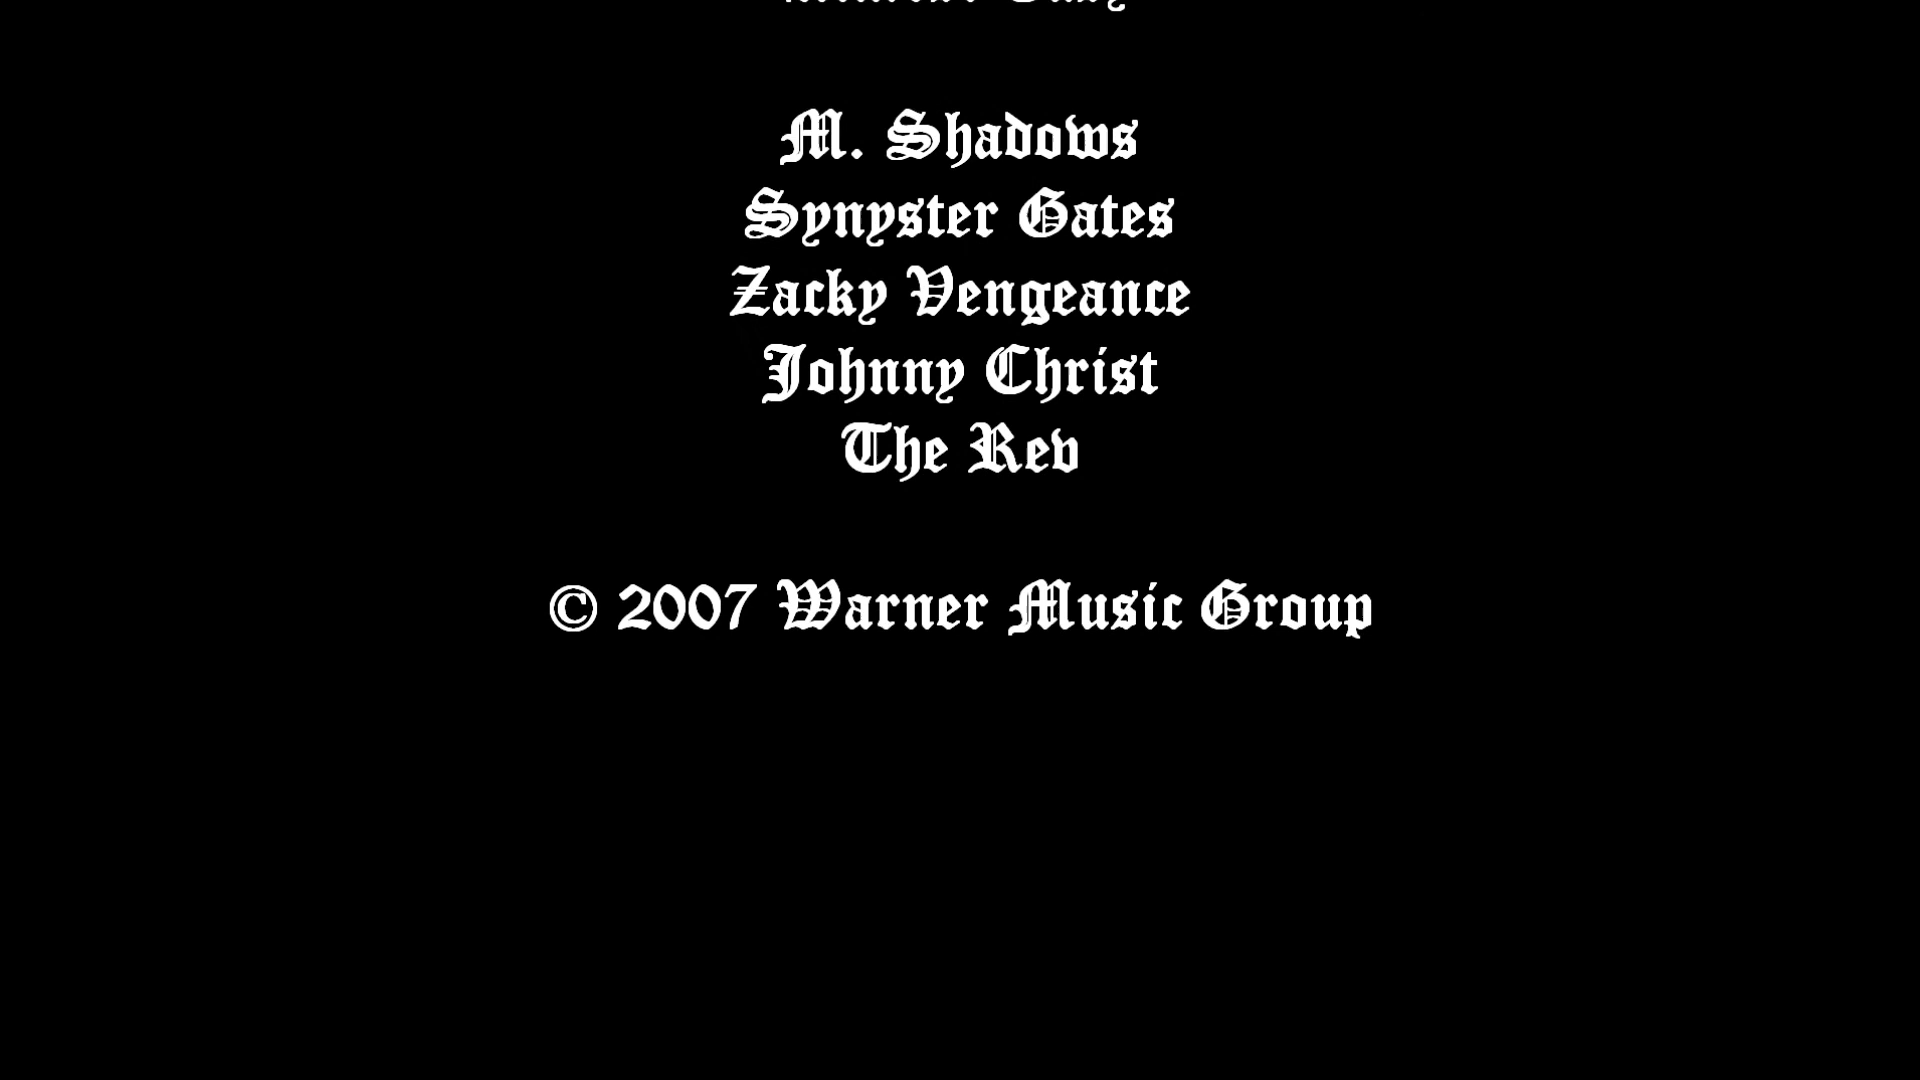 M. Shadows
Synyster Gates
Zacky Vengeance
Johnny Christ
The Rev
© 2007 Warner Music Group